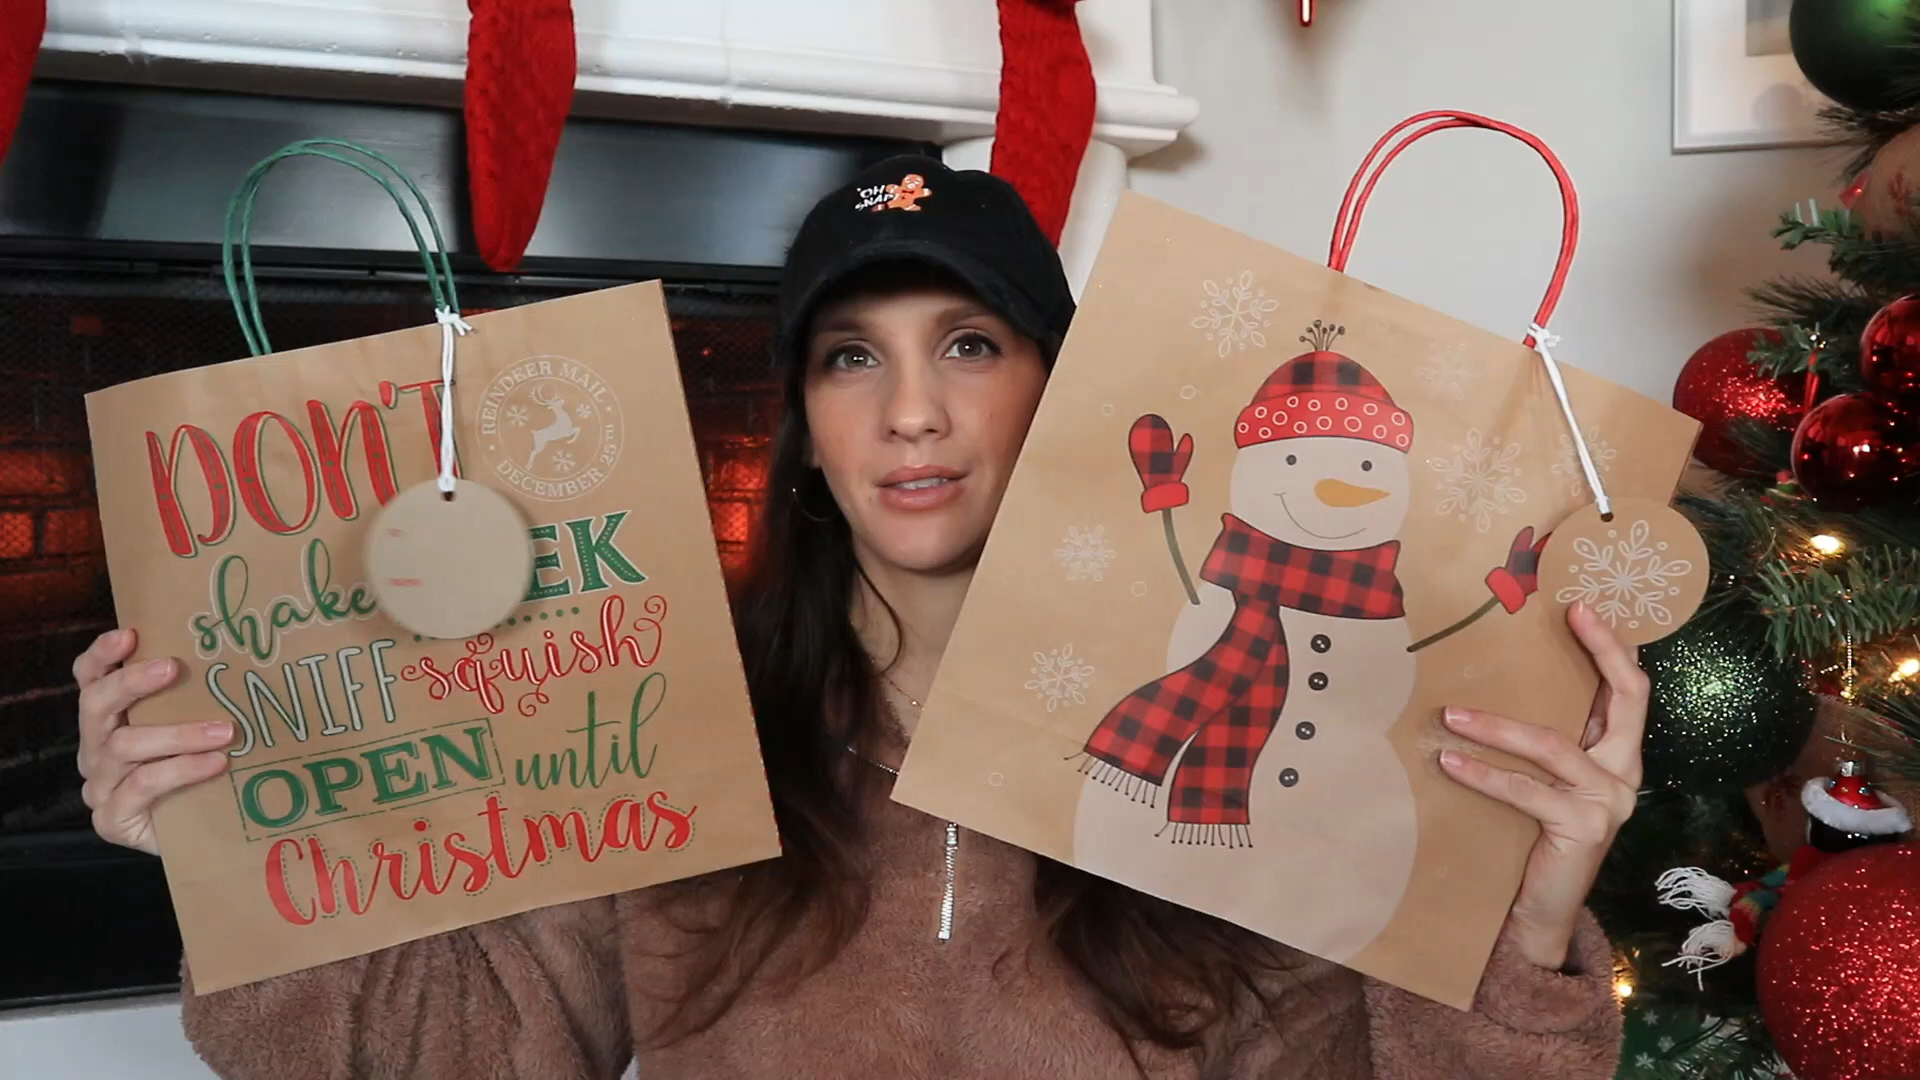 'OH
SNAP!
DON'T
REINDEER MAIL
DECEMBER 25TH
shake
EK
SNIFF squish
OPEN until
Christmas